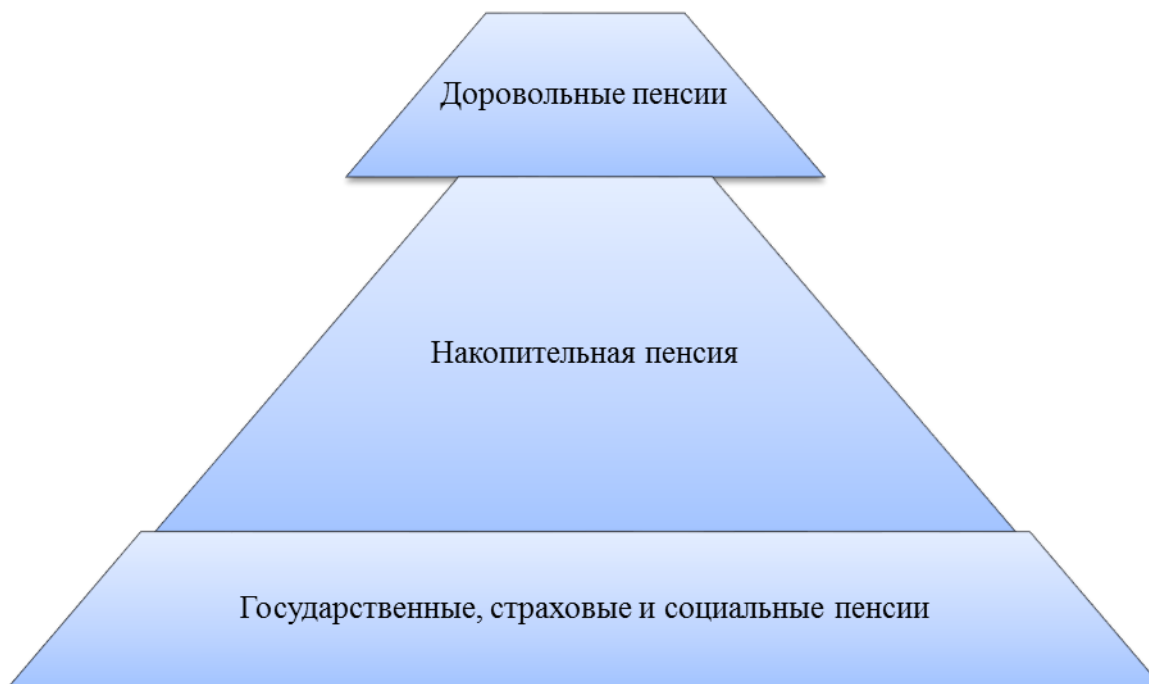 Доровольные пенсии
Накопительная пенсия
Государственные, страховые и социальные пенсии